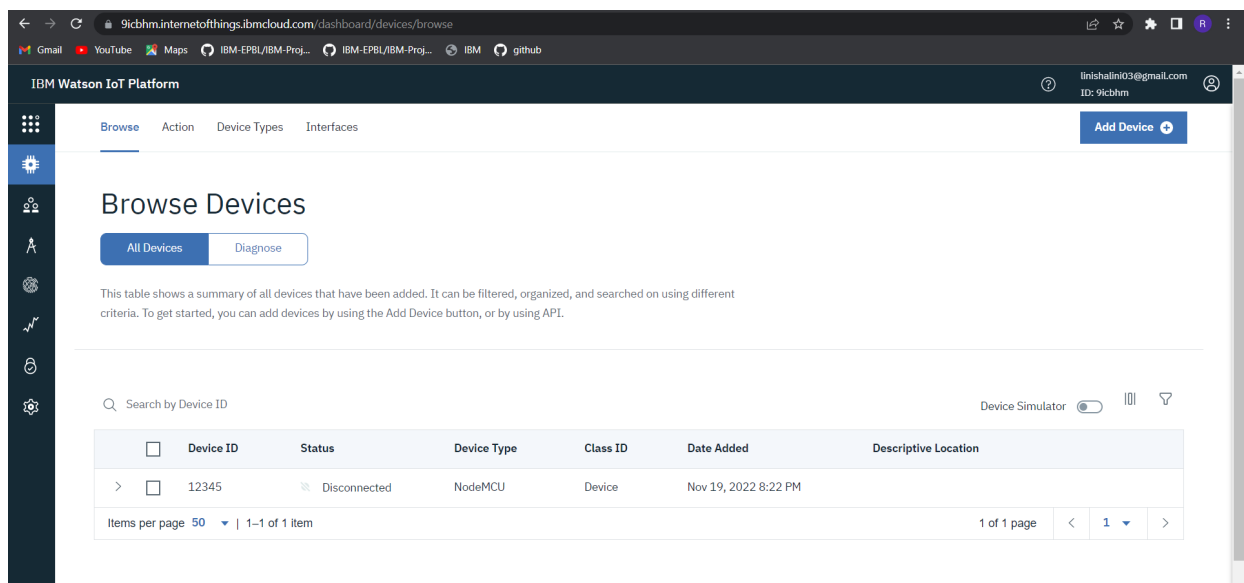 9icbhm.internetofthings.ibmcloud.com/dashboard/devices/browse
R
Gmail YouTube Maps IBM-EPBL/IBM-Proj... IBM-EPBL/IBM-Proj... IBM github
IBM Watson IoT Platform
linishalini03@gmail.com
ID: 9icbhm
Browse Action Device Types Interfaces
Add Device
Browse Devices
All Devices Diagnose
This table shows a summary of all devices that have been added. It can be filtered, organized, and searched on using different
criteria. To get started, you can add devices by using the Add Device button, or by using API.
Search by Device ID
Device Simulator
Device ID Status Device Type Class ID Date Added Descriptive Location
12345 Disconnected NodeMCU Device Nov 19, 2022 8:22 PM
Items per page 50 | 1–1 of 1 item
1 of 1 page 1